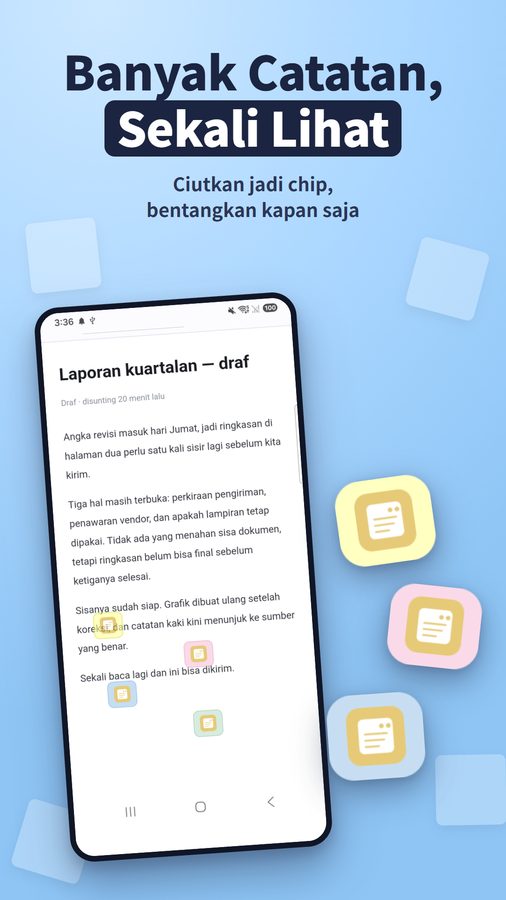 Banyak Catatan,
Sekali Lihat
Ciutkan jadi chip,
bentangkan kapan saja
3:36
100
Laporan kuartalan — draf
Draf · disunting 20 menit lalu
Angka revisi masuk hari Jumat, jadi ringkasan di
halaman dua perlu satu kali sisir lagi sebelum kita
kirim.
Tiga hal masih terbuka: perkiraan pengiriman,
penawaran vendor, dan apakah lampiran tetap
dipakai. Tidak ada yang menahan sisa dokumen,
tetapi ringkasan belum bisa final sebelum
ketiganya selesai.
Sisanya sudah siap. Grafik dibuat ulang setelah
koreksi, dan catatan kaki kini menunjuk ke sumber
yang benar.
Sekali baca lagi dan ini bisa dikirim.